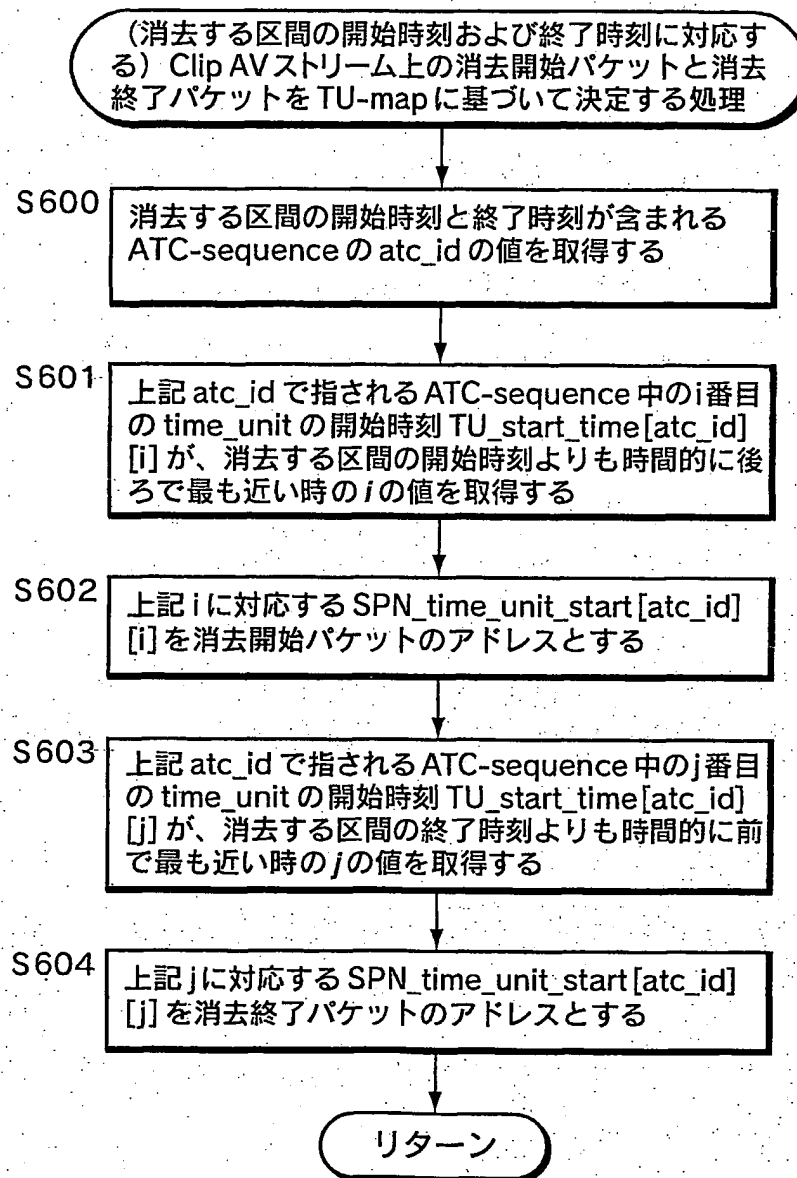 （消去する区間の開始時刻および終了時刻に対応す
る）Clip AVストリーム上の消去開始パケットと消去
終了パケットをTU-mapに基づいて決定する処理
S600
消去する区間の開始時刻と終了時刻が含まれる
ATC-sequenceのatc_idの値を取得する
S601
上記atc_idで指されるATC-sequence中のi番目
のtime_unitの開始時刻TU_start_time[atc_id]
[i]が、消去する区間の開始時刻よりも時間的に後
ろで最も近い時のiの値を取得する
S602
上記iに対応するSPN_time_unit_start[atc_id]
[i]を消去開始パケットのアドレスとする
S603
上記atc_idで指されるATC-sequence中のj番目
のtime_unitの開始時刻TU_start_time[atc_id]
[j]が、消去する区間の終了時刻よりも時間的に前
で最も近い時のjの値を取得する
S604
上記jに対応するSPN_time_unit_start[atc_id]
[j]を消去終了パケットのアドレスとする
リターン